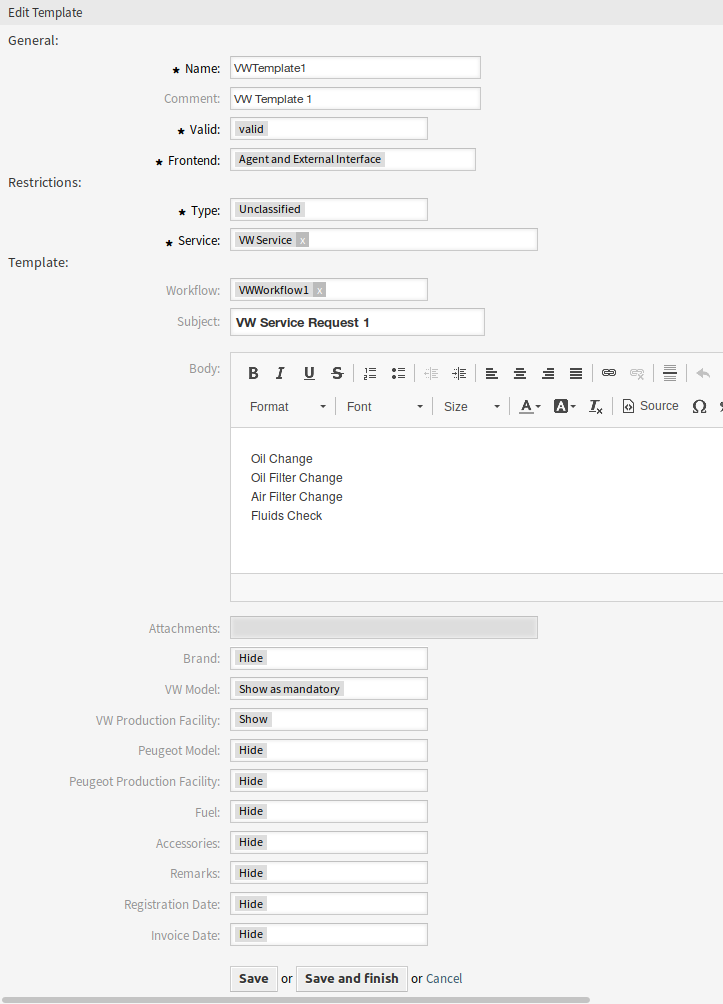 Edit Template
General:
★ Name: VWTemplate1
Comment: VW Template 1
★ Valid: valid
★ Frontend: Agent and External Interface
Restrictions:
★ Type: Unclassified
★ Service: VW Service x
Template:
Workflow: VWWorkflow1 x
Subject: VW Service Request 1
Body: B I U S
Format Font Size A A Tx Source Ω
Oil Change
Oil Filter Change
Air Filter Change
Fluids Check
Attachments:
Brand: Hide
VW Model: Show as mandatory
VW Production Facility: Show
Peugeot Model: Hide
Peugeot Production Facility: Hide
Fuel: Hide
Accessories: Hide
Remarks: Hide
Registration Date: Hide
Invoice Date: Hide
Save or Save and finish or Cancel